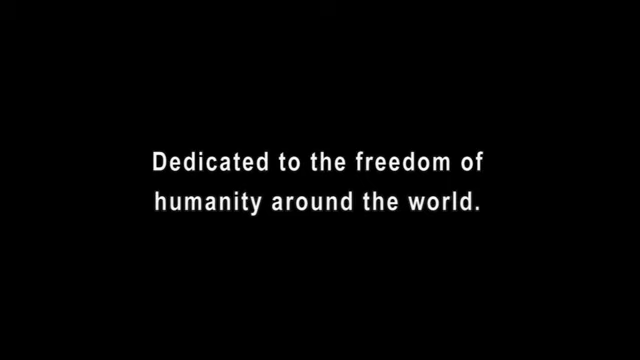 Dedicated to the freedom of
humanity around the world.